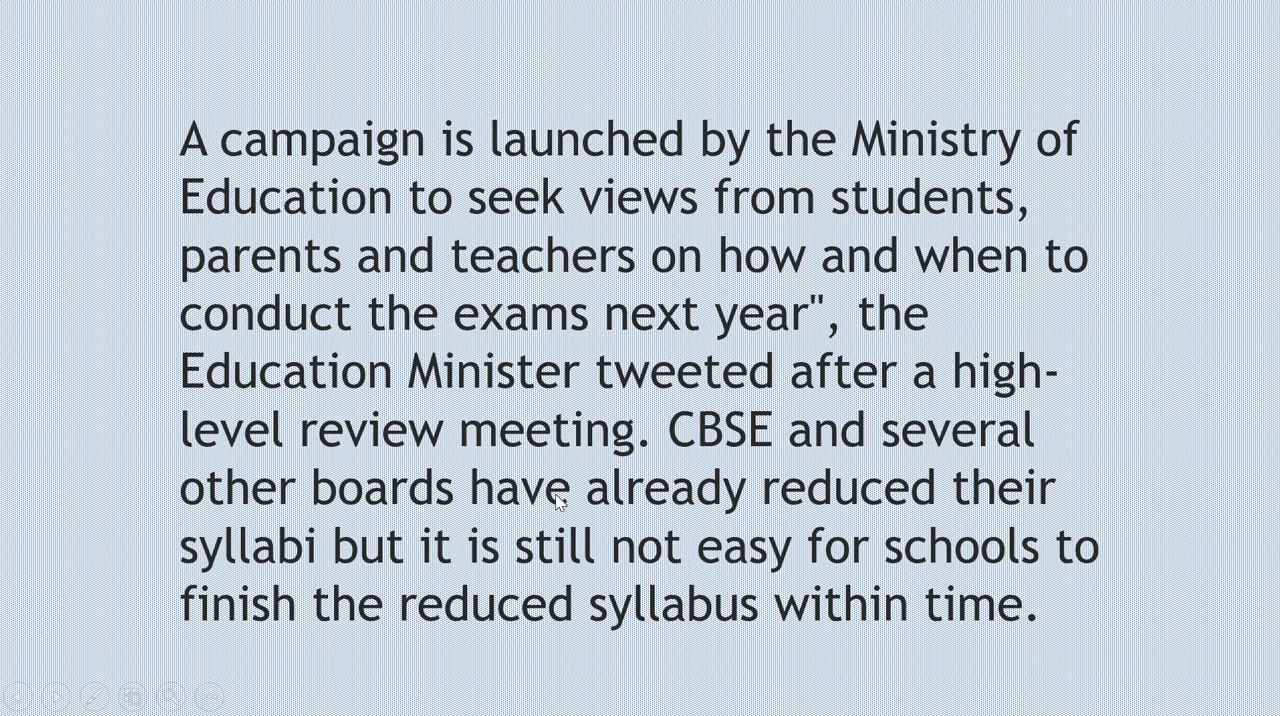 A campaign is launched by the Ministry of
Education to seek views from students,
parents and teachers on how and when to
conduct the exams next year", the
Education Minister tweeted after a high-
level review meeting. CBSE and several
other boards have already reduced their
syllabi but it is still not easy for schools to
finish the reduced syllabus within time.